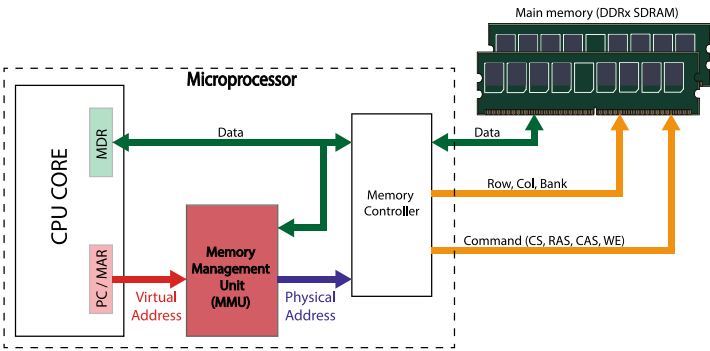 Main memory (DDRx SDRAM)
Microprocessor
CPU CORE
MDR
Data
Data
Row, Col, Bank
Memory
Controller
Command (CS, RAS, CAS, WE)
PC / MAR
Virtual
Address
Memory
Management
Unit
(MMU)
Physical
Address